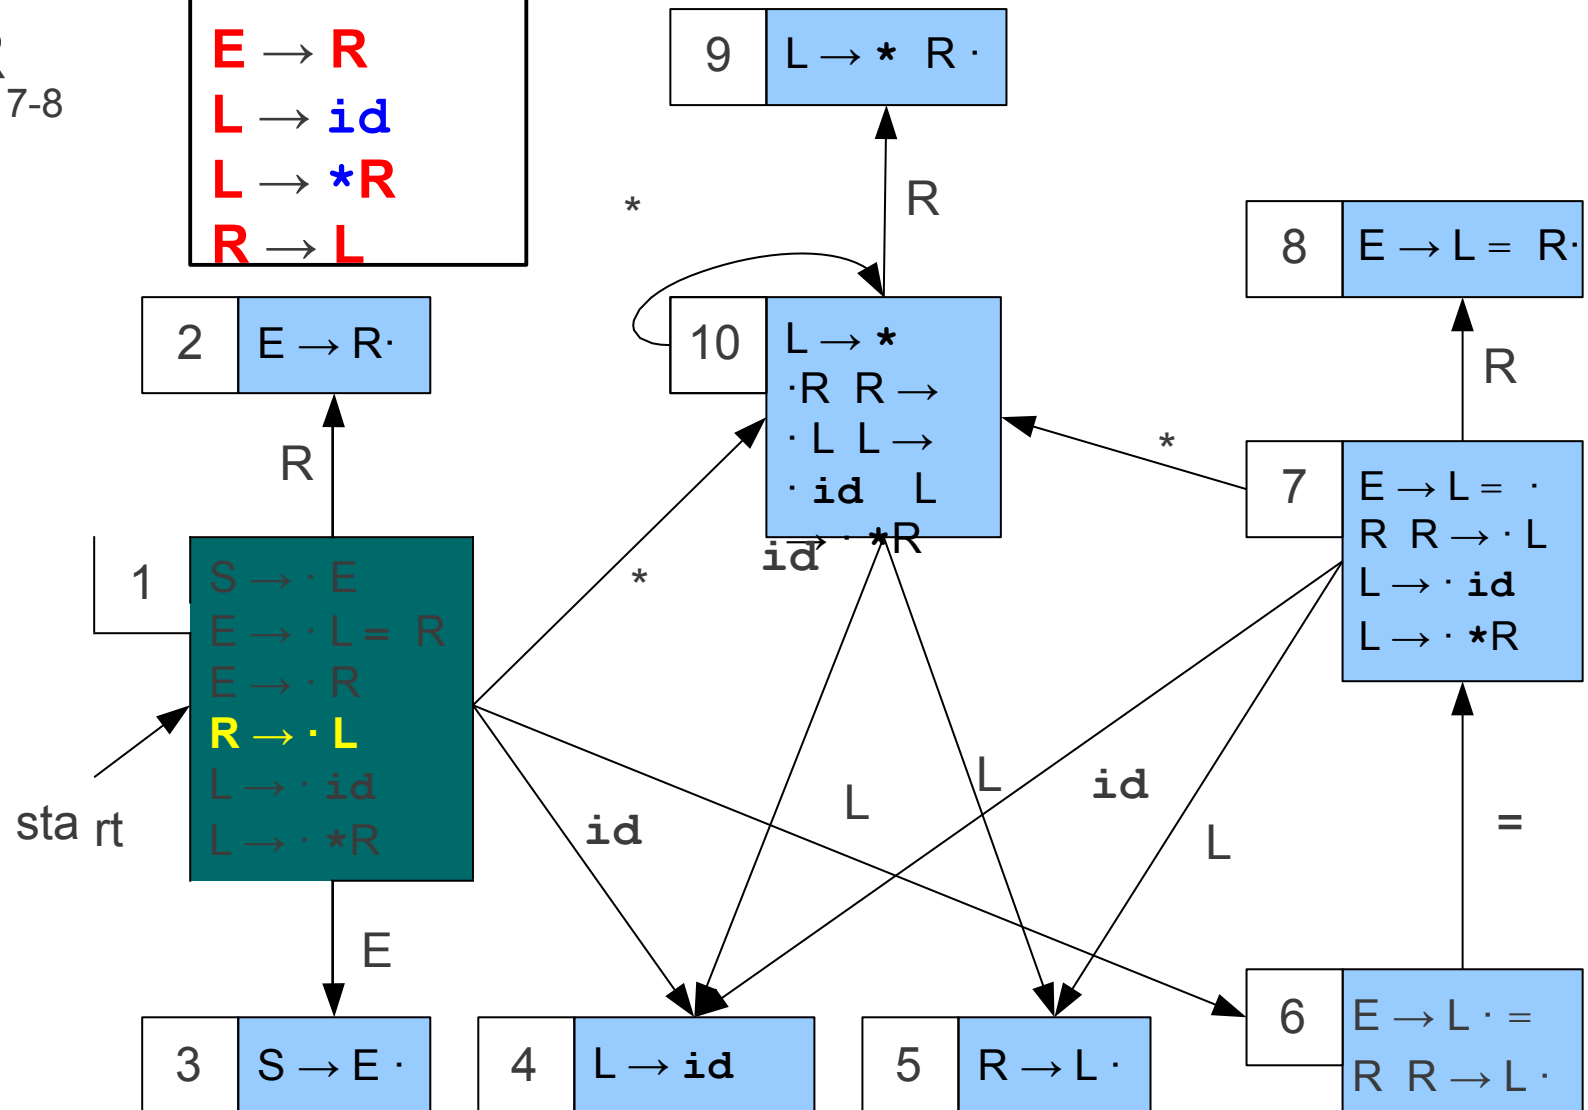 R
7-8
E → R
L → id
L → *R
R → L
9
L → * R ·
*
R
8
E → L = R·
2
E → R·
10
L → *
·R R →
· L L →
· id L
→ · *R
R
R
*
7
E → L = ·
R R → · L
L → · id
L → · *R
1
S → · E
E → · L = R
E → · R
R → · L
L → · id
L → · *R
id
*
sta rt
id
L
L
id
L
=
E
3
S → E ·
4
L → id
5
R → L ·
6
E → L · =
R R → L ·